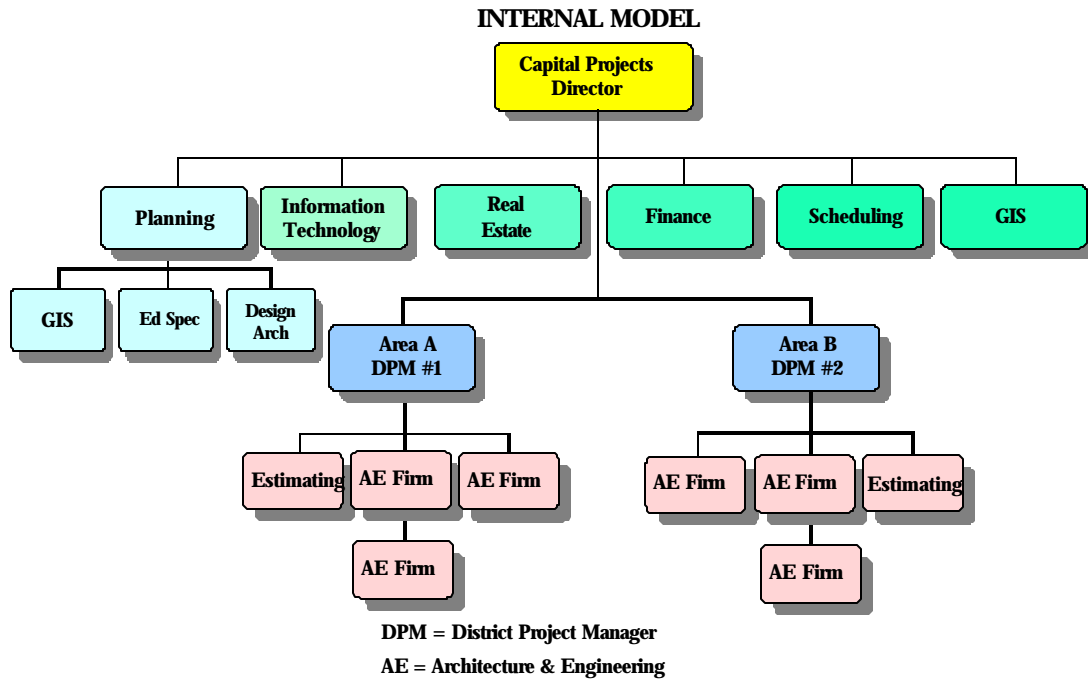 INTERNAL MODEL
Capital Projects
Director
Planning
Information
Technology
Real
Estate
Finance
Scheduling
GIS
GIS
Ed Spec
Design
Arch
Area A
DPM #1
Area B
DPM #2
Estimating
AE Firm
AE Firm
AE Firm
AE Firm
Estimating
AE Firm
AE Firm
DPM = District Project Manager
AE = Architecture & Engineering